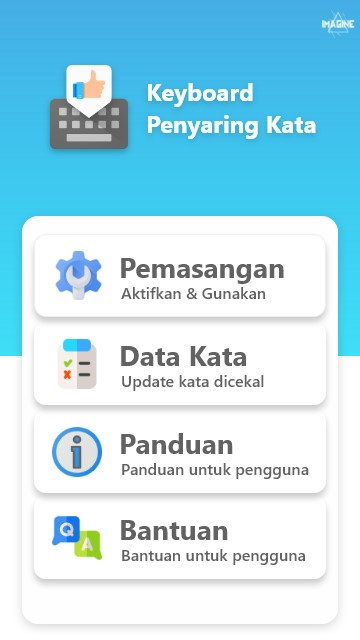 IMAGINE
Keyboard
Penyaring Kata
Pemasangan
Aktifkan & Gunakan
Data Kata
Update kata dicekal
Panduan
Panduan untuk pengguna
Q
A
Bantuan
Bantuan untuk pengguna